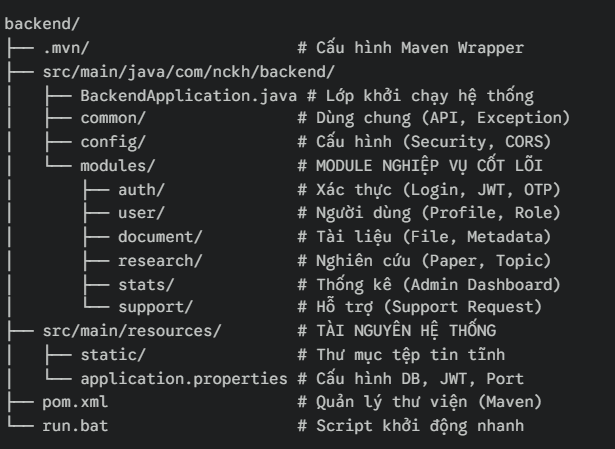 backend/
├── .mvn/                      # Cấu hình Maven Wrapper
├── src/main/java/com/nckh/backend/
│   ├── BackendApplication.java # Lớp khởi chạy hệ thống
│   ├── common/                # Dùng chung (API, Exception)
│   ├── config/                # Cấu hình (Security, CORS)
│   └── modules/               # MODULE NGHIỆP VỤ CỐT LÕI
│       ├── auth/              # Xác thực (Login, JWT, OTP)
│       ├── user/              # Người dùng (Profile, Role)
│       ├── document/          # Tài liệu (File, Metadata)
│       ├── research/          # Nghiên cứu (Paper, Topic)
│       ├── stats/             # Thống kê (Admin Dashboard)
│       └── support/           # Hỗ trợ (Support Request)
├── src/main/resources/        # TÀI NGUYÊN HỆ THỐNG
│   ├── static/                # Thư mục tệp tin tĩnh
│   └── application.properties # Cấu hình DB, JWT, Port
├── pom.xml                    # Quản lý thư viện (Maven)
└── run.bat                    # Script khởi động nhanh